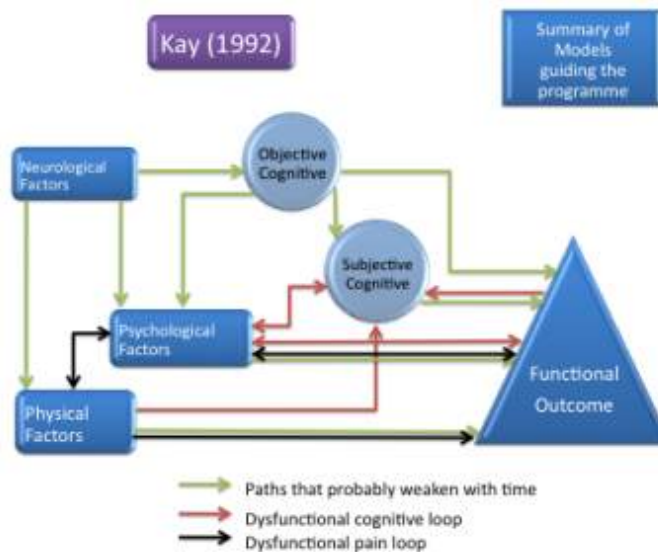 Kay (1992)
Summary of
Models
guiding the
programme
Neurological
Factors
Objective
Cognitive
Subjective
Cognitive
Psychological
Factors
Physical
Factors
Functional
Outcome
Paths that probably weaken with time
Dysfunctional cognitive loop
Dysfunctional pain loop